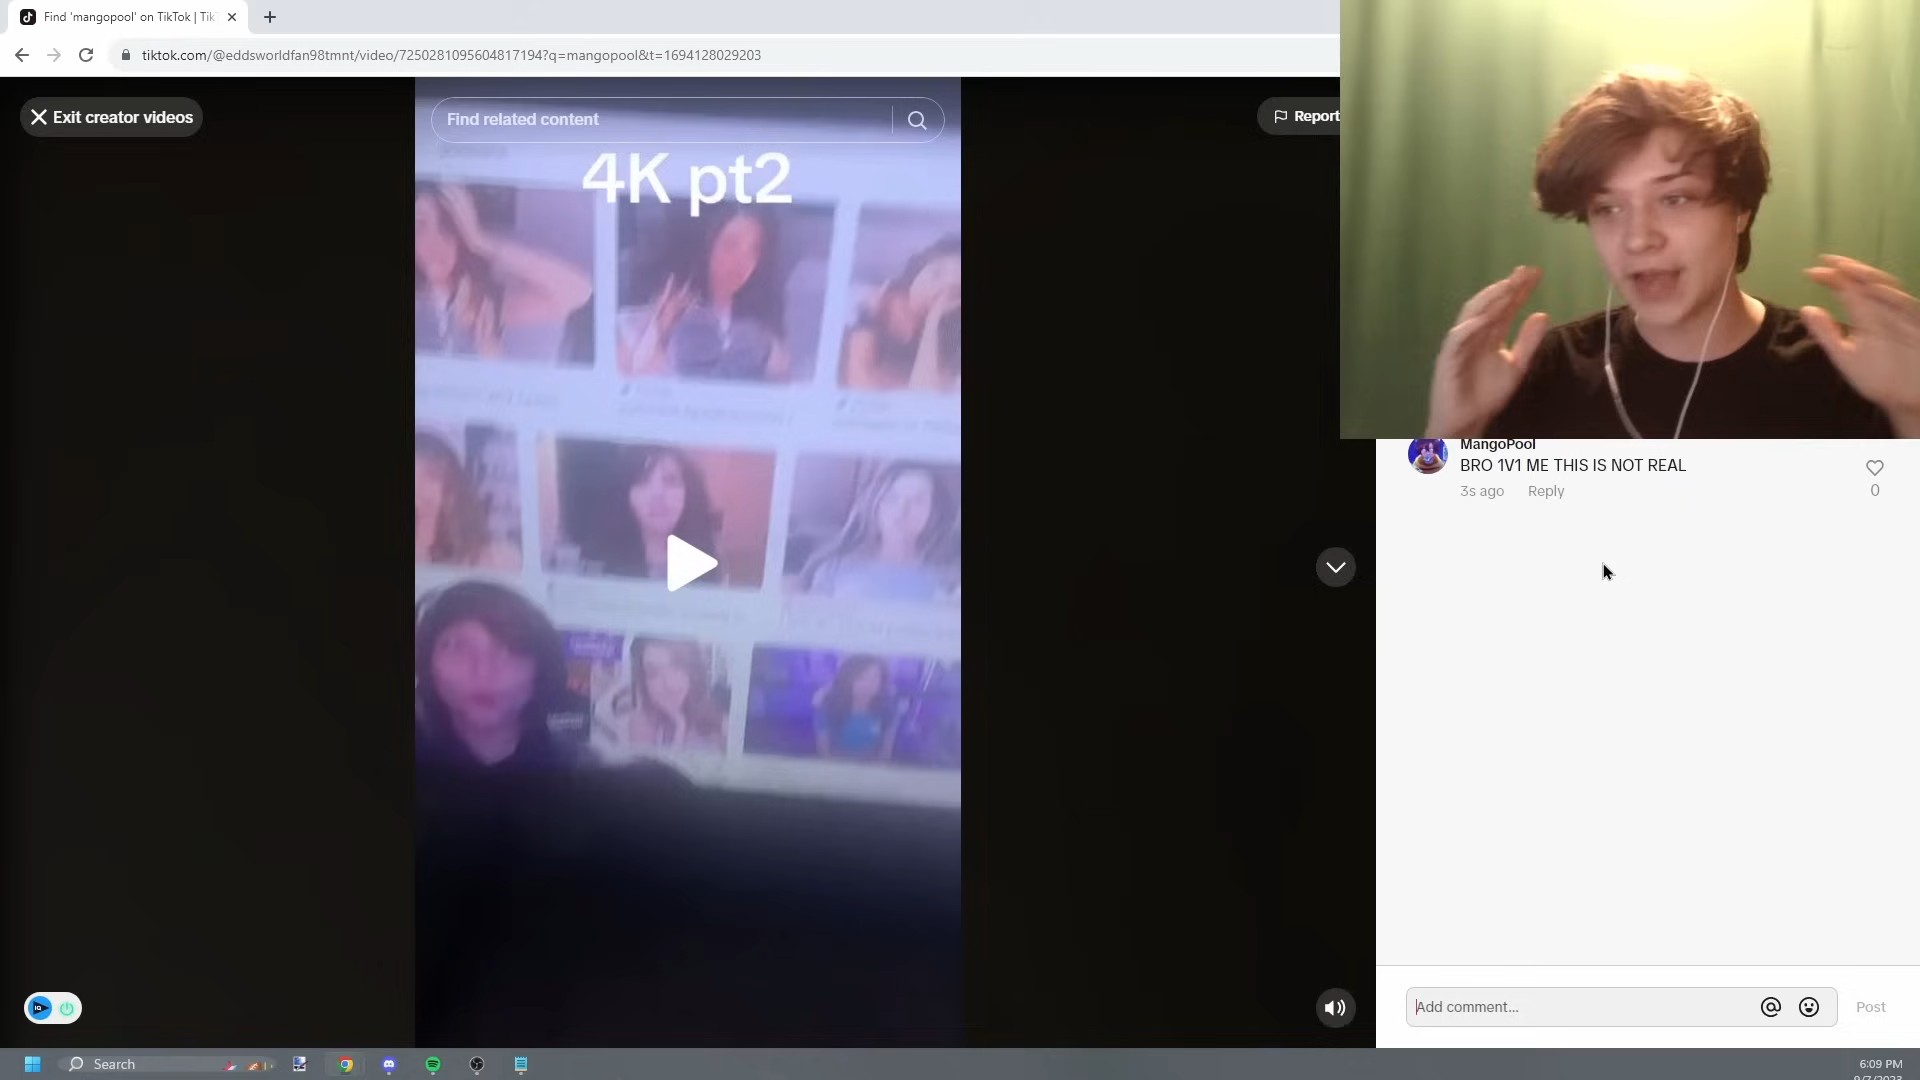 Find 'mangopool' on TikTok | Tik
tiktok.com/@eddsworldfan98tmnt/video/7250281095604817194?q=mangopool&t=1694128029203
Exit creator videos
Find related content
Report
4K pt2
MangoPool
BRO 1V1 ME THIS IS NOT REAL
3s ago Reply
0
Add comment...
Post
Search
6:09 PM